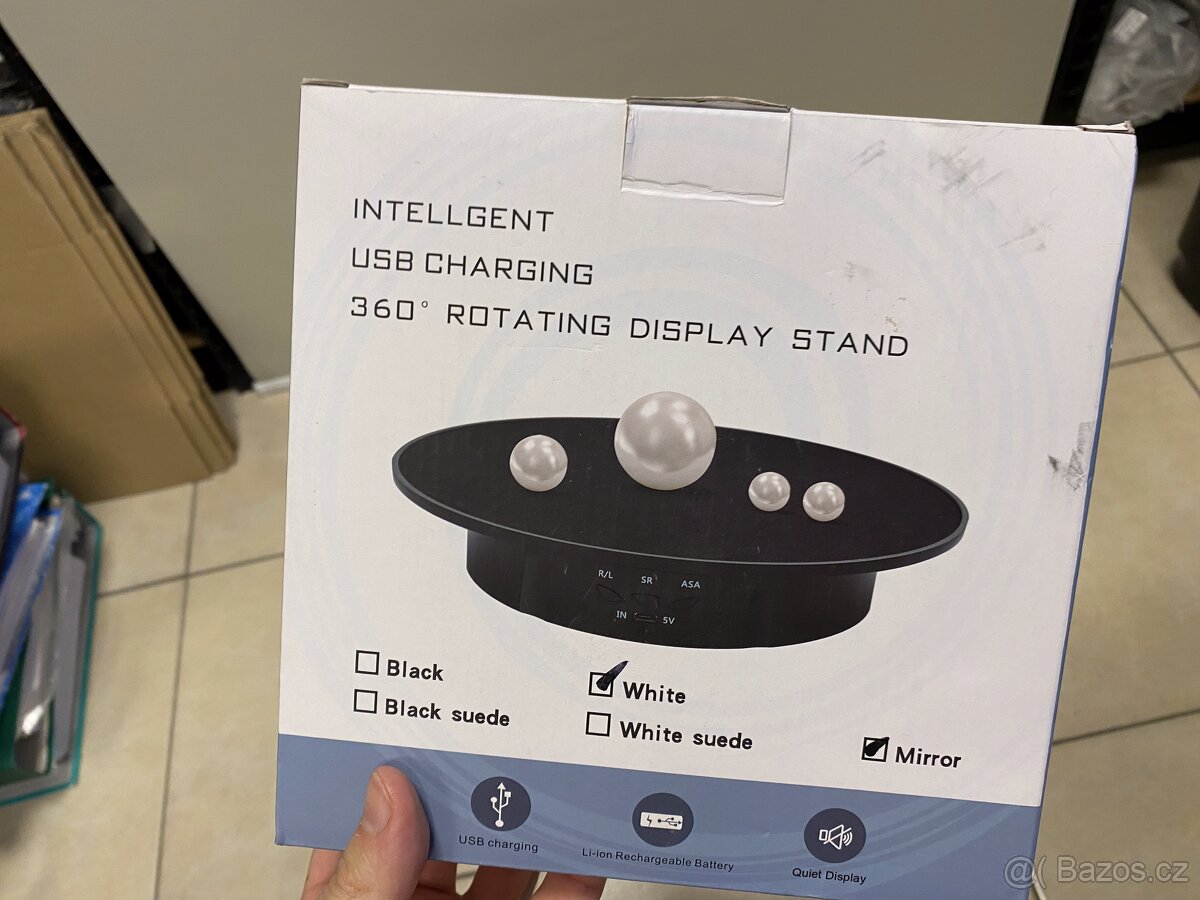 INTELLGENT
USB CHARGING
360° ROTATING DISPLAY STAND
R/L SR ASA
IN 5V
Black
White
Black suede
White suede
Mirror
USB charging
Li-ion Rechargeable Battery
Quiet Display
Bazos.cz